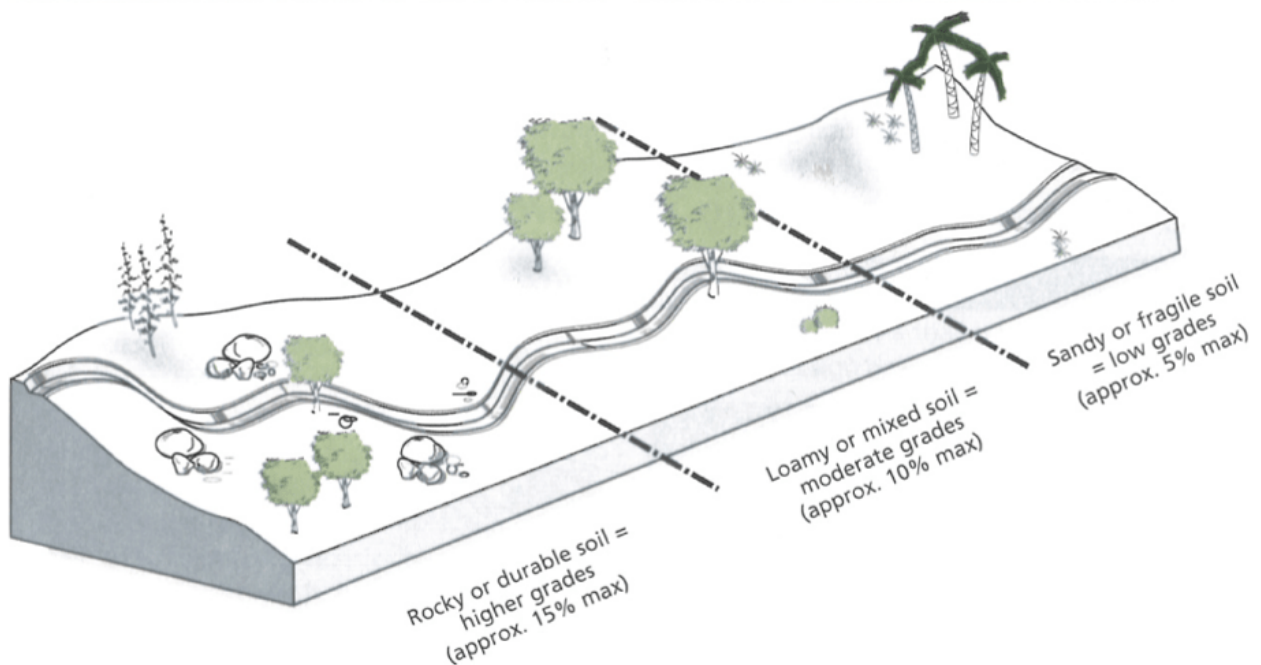 Rocky or durable soil =
higher grades
(approx. 15% max)
Loamy or mixed soil =
moderate grades
(approx. 10% max)
Sandy or fragile soil
= low grades
(approx. 5% max)